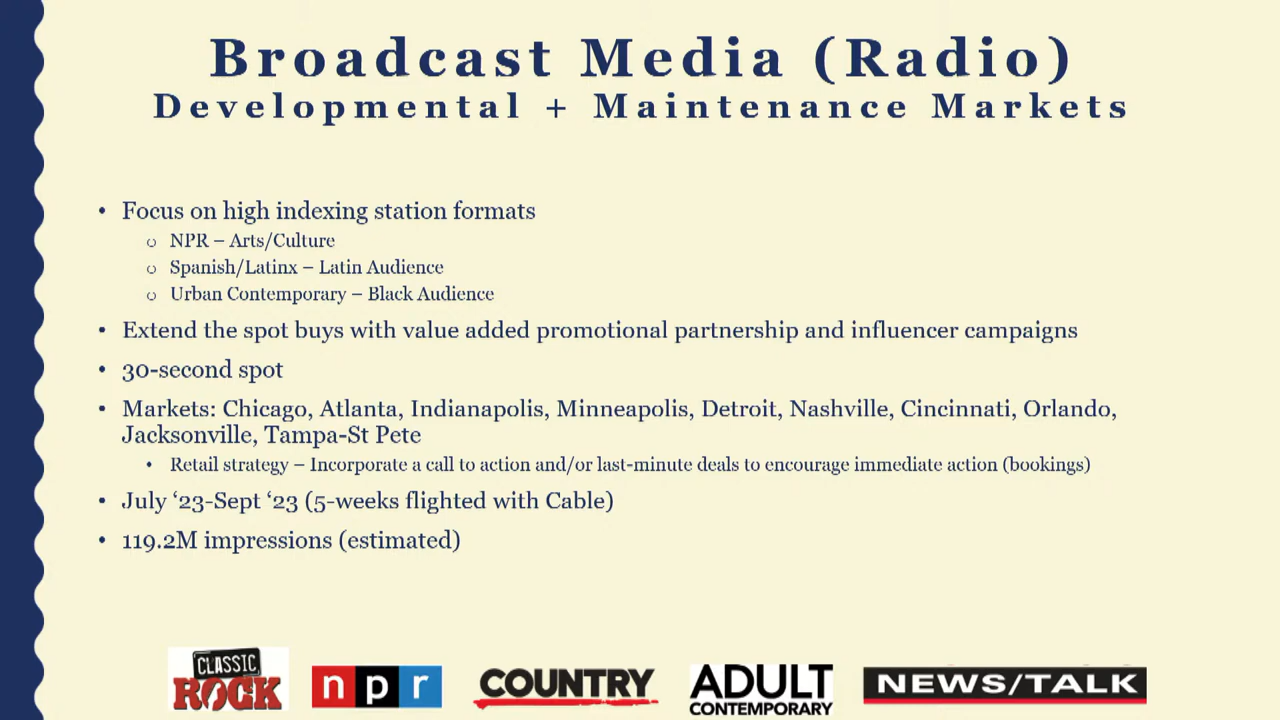 Broadcast Media (Radio)
Developmental + Maintenance Markets
• Focus on high indexing station formats
o NPR – Arts/Culture
o Spanish/Latinx – Latin Audience
o Urban Contemporary – Black Audience
• Extend the spot buys with value added promotional partnership and influencer campaigns
• 30-second spot
• Markets: Chicago, Atlanta, Indianapolis, Minneapolis, Detroit, Nashville, Cincinnati, Orlando,
Jacksonville, Tampa-St Pete
• Retail strategy – Incorporate a call to action and/or last-minute deals to encourage immediate action (bookings)
• July ‘23-Sept ‘23 (5-weeks flighted with Cable)
• 119.2M impressions (estimated)
CLASSIC
ROCK
npr
COUNTRY
ADULT
CONTEMPORARY
NEWS/TALK